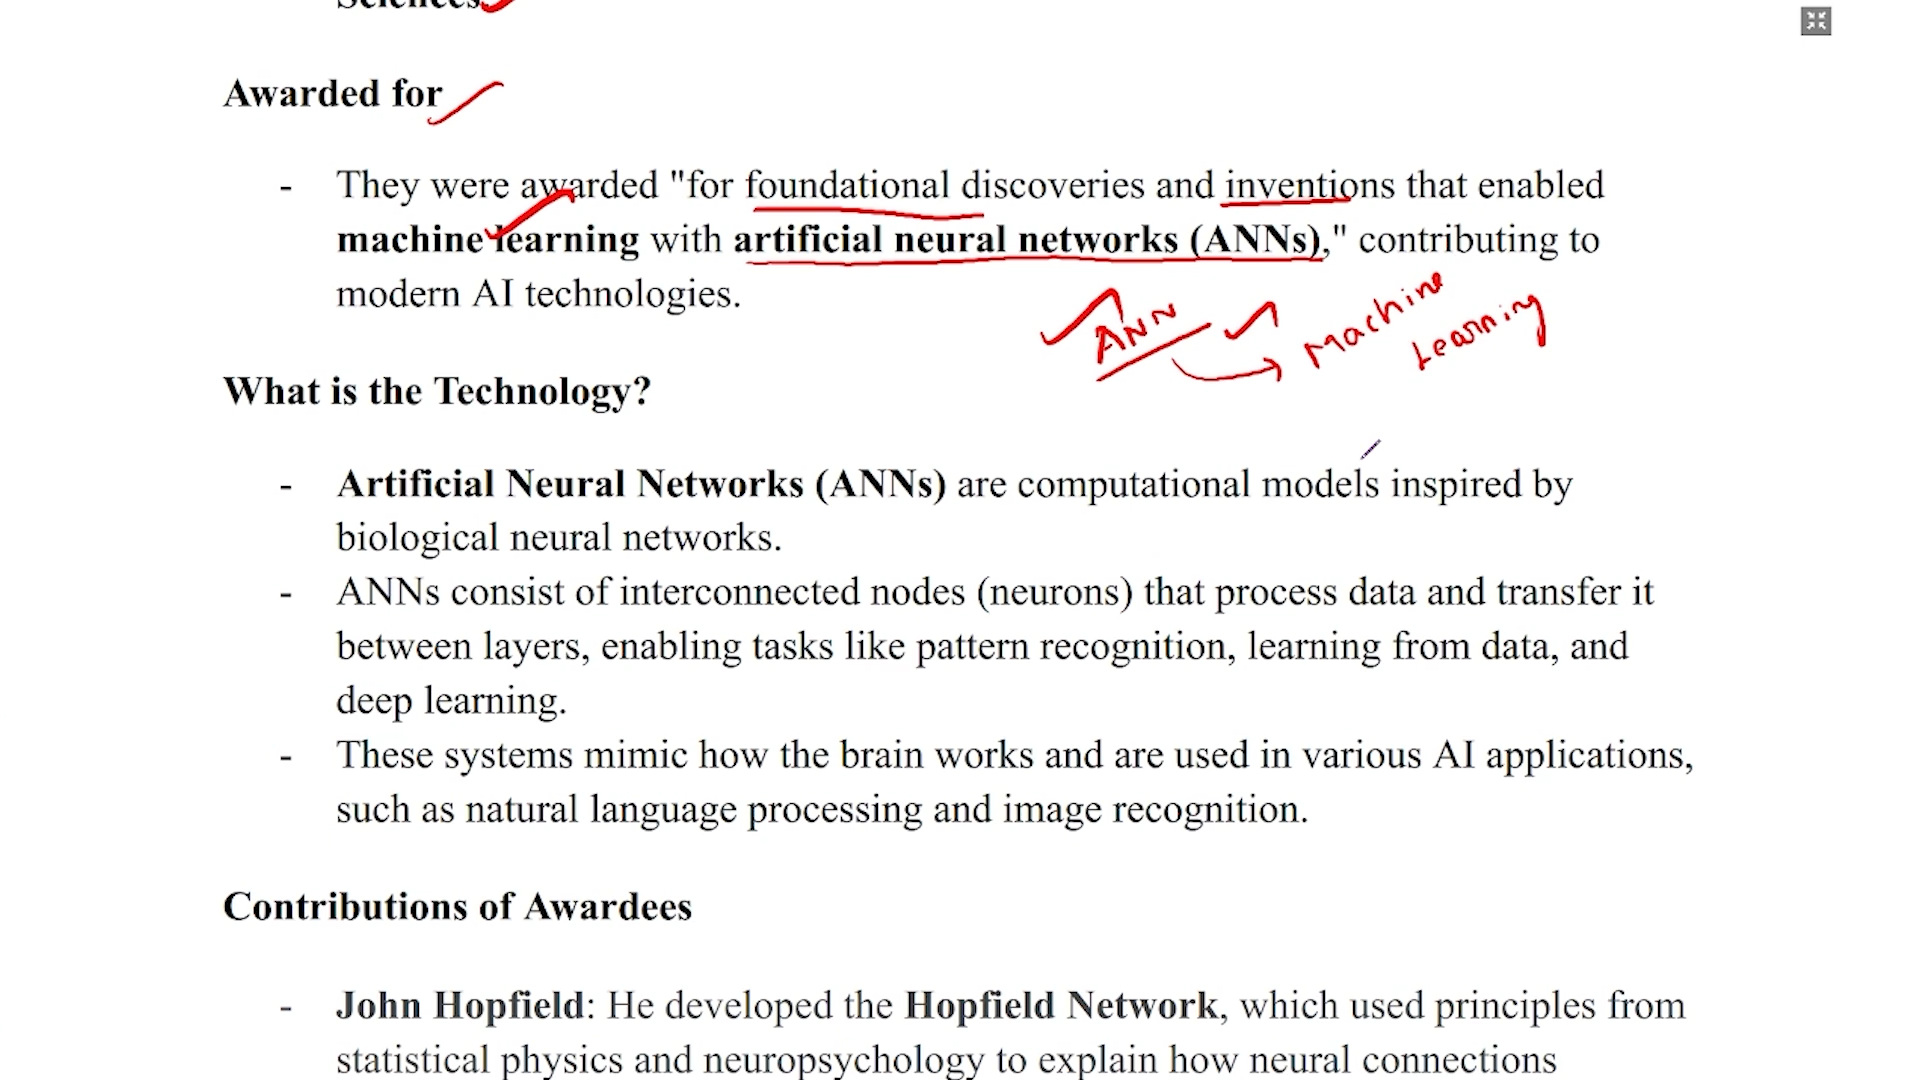 Sciences.
Awarded for
- They were awarded "for foundational discoveries and inventions that enabled
machine learning with artificial neural networks (ANNs)," contributing to
modern AI technologies.
ANN → Machine
Learning
What is the Technology?
- Artificial Neural Networks (ANNs) are computational models inspired by
biological neural networks.
- ANNs consist of interconnected nodes (neurons) that process data and transfer it
between layers, enabling tasks like pattern recognition, learning from data, and
deep learning.
- These systems mimic how the brain works and are used in various AI applications,
such as natural language processing and image recognition.
Contributions of Awardees
- John Hopfield: He developed the Hopfield Network, which used principles from
statistical physics and neuropsychology to explain how neural connections